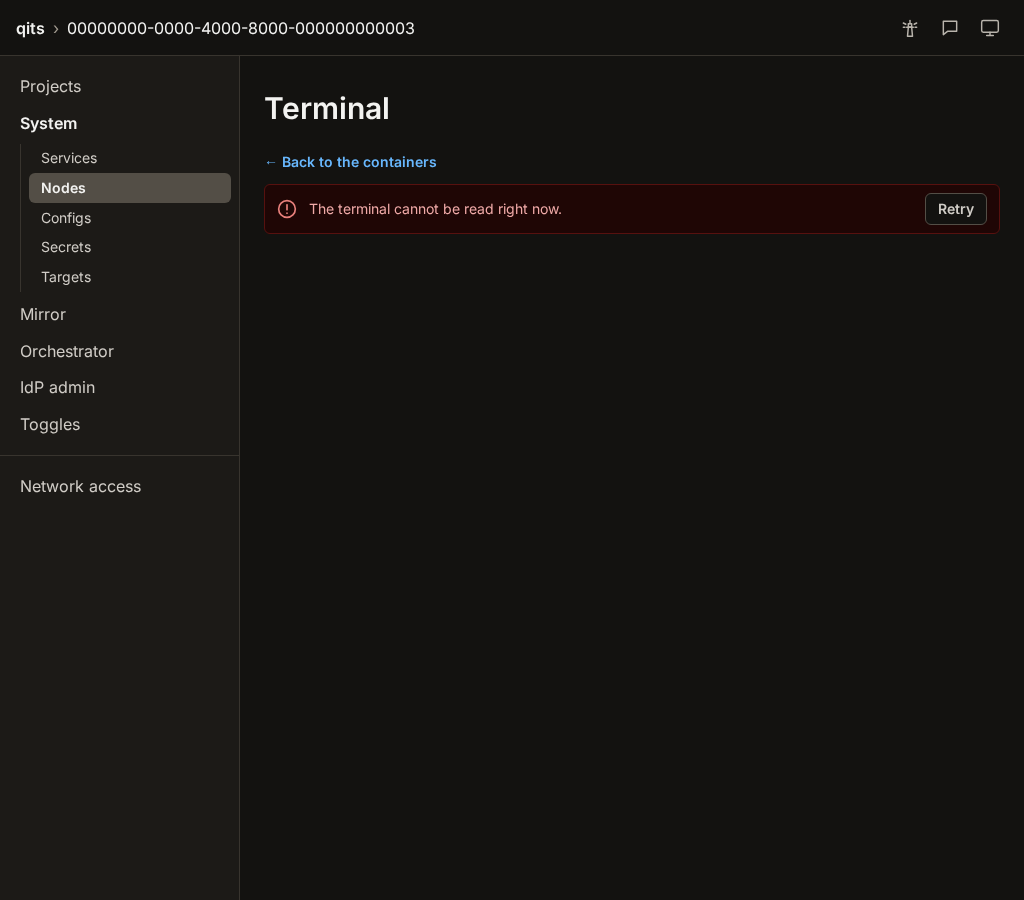 qits › 00000000-0000-4000-8000-000000000003
Projects
System
Services
Nodes
Configs
Secrets
Targets
Mirror
Orchestrator
IdP admin
Toggles
Network access
Terminal
← Back to the containers
The terminal cannot be read right now.
Retry